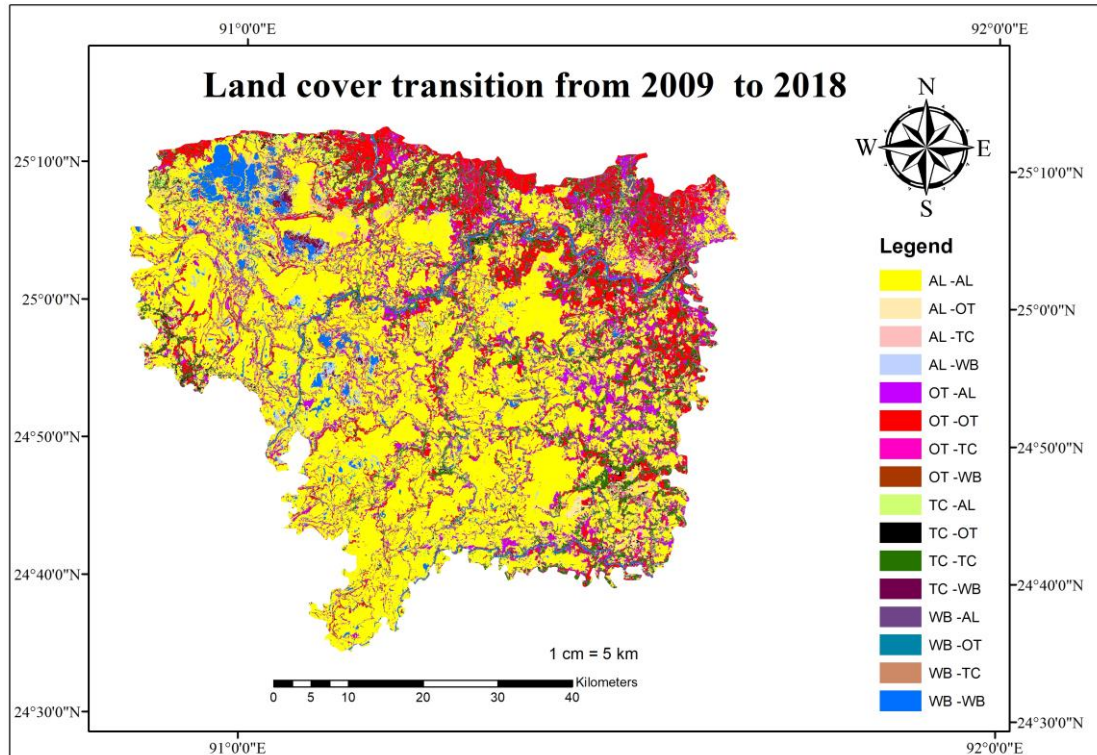 91°0'0"E
92°0'0"E
Land cover transition from 2009 to 2018
N
W
E
S
25°10'0"N
25°10'0"N
25°0'0"N
25°0'0"N
24°50'0"N
24°50'0"N
24°40'0"N
24°40'0"N
24°30'0"N
24°30'0"N
Legend
AL -AL
AL -OT
AL -TC
AL -WB
OT -AL
OT -OT
OT -TC
OT -WB
TC -AL
TC -OT
TC -TC
TC -WB
WB -AL
WB -OT
WB -TC
WB -WB
1 cm = 5 km
Kilometers
0 5 10 20 30 40
91°0'0"E
92°0'0"E